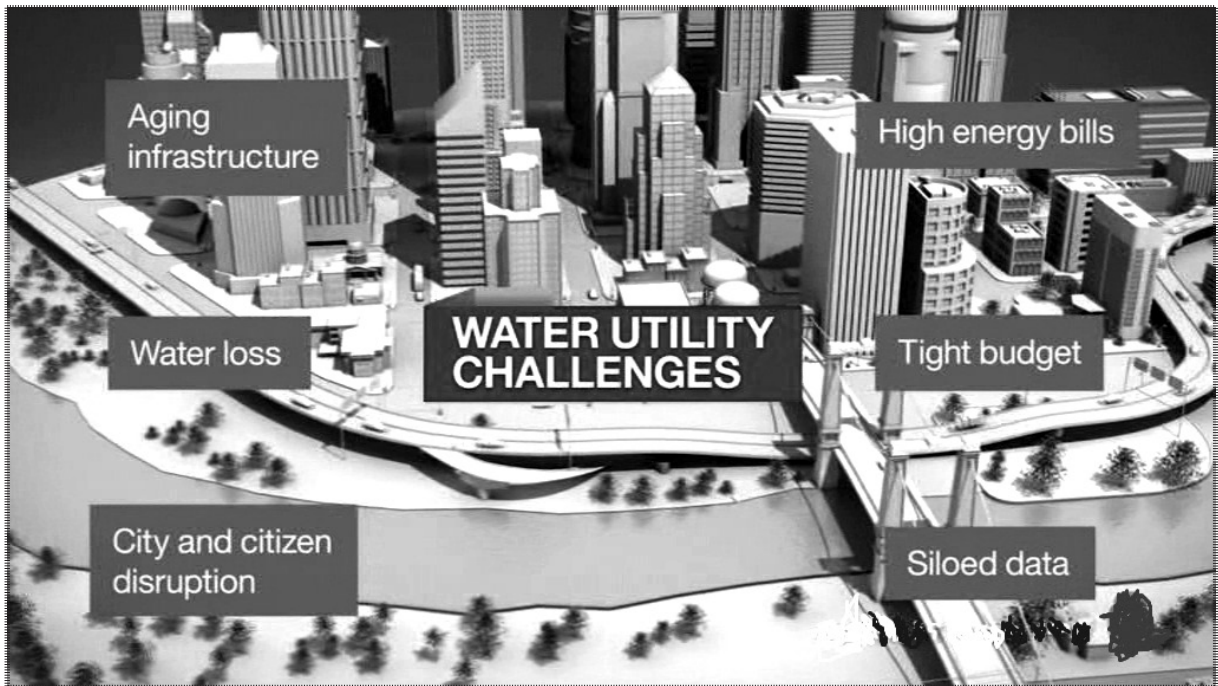 Aging
infrastructure
High energy bills
Water loss
WATER UTILITY
CHALLENGES
Tight budget
City and citizen
disruption
Siloed data